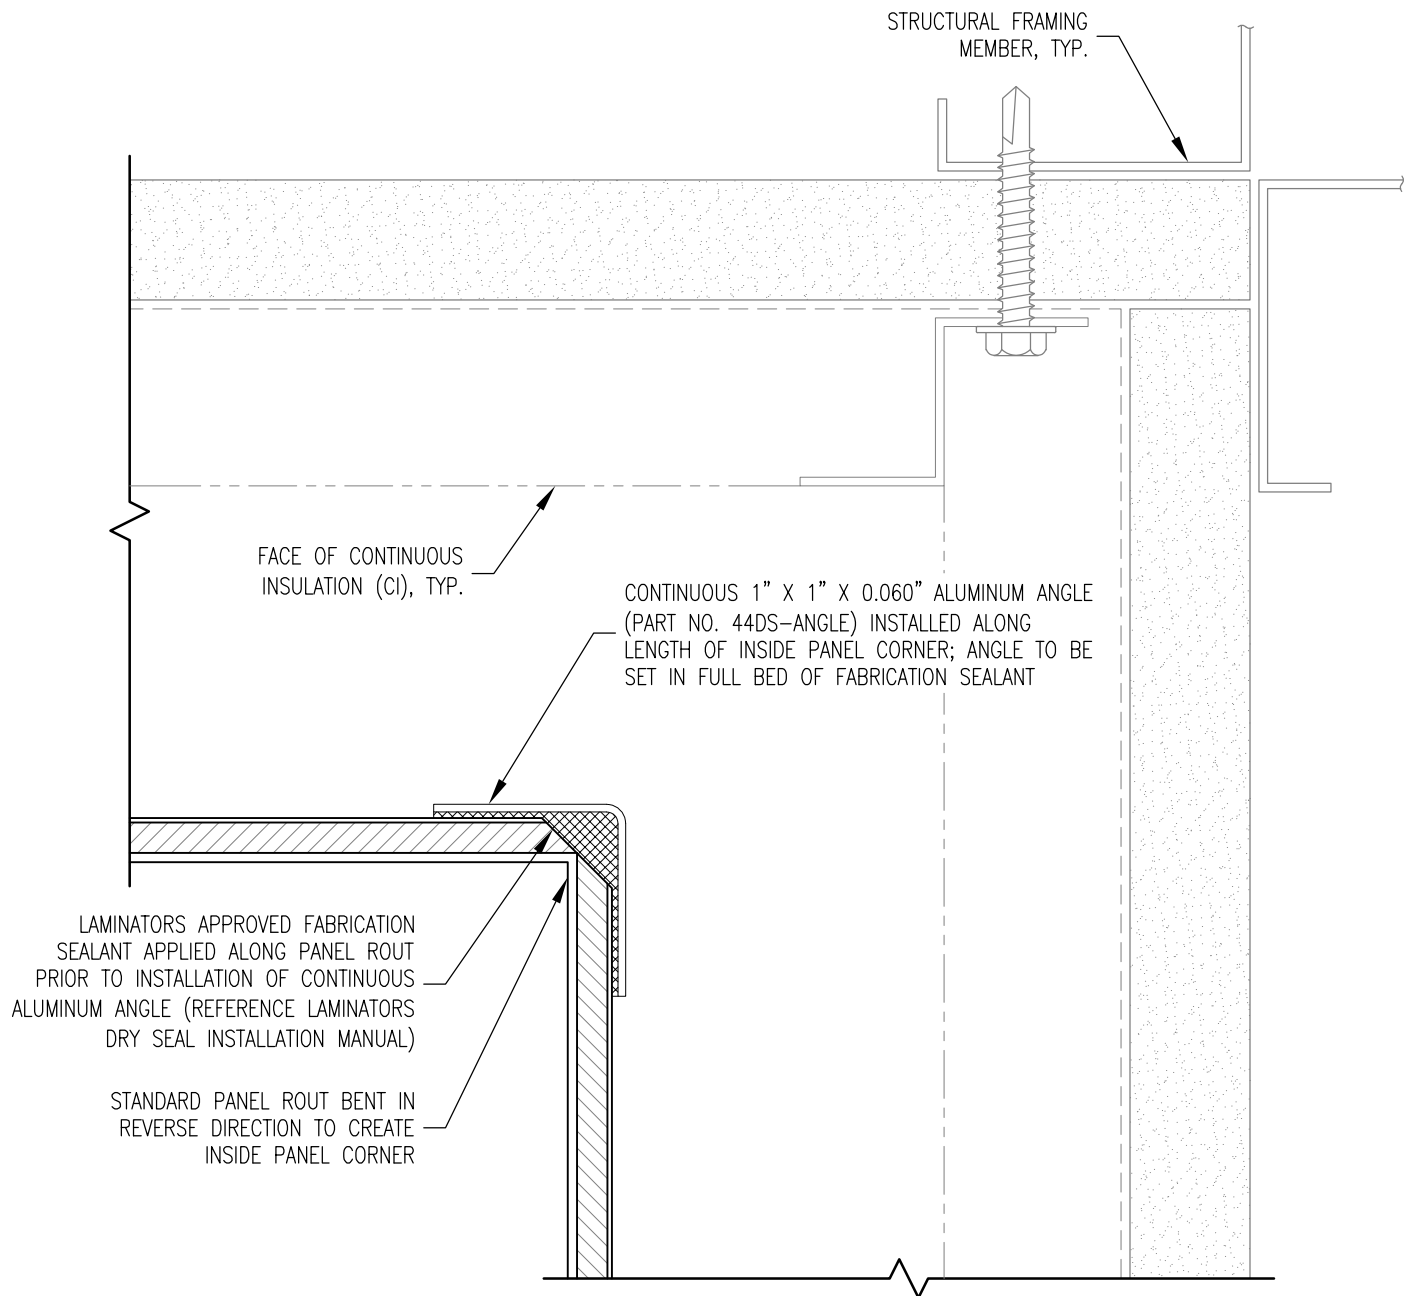 STRUCTURAL FRAMING
MEMBER, TYP.
FACE OF CONTINUOUS
INSULATION (CI), TYP.
CONTINUOUS 1” X 1” X 0.060” ALUMINUM ANGLE
(PART NO. 44DS-ANGLE) INSTALLED ALONG
LENGTH OF INSIDE PANEL CORNER; ANGLE TO BE
SET IN FULL BED OF FABRICATION SEALANT
LAMINATORS APPROVED FABRICATION
SEALANT APPLIED ALONG PANEL ROUT
PRIOR TO INSTALLATION OF CONTINUOUS
ALUMINUM ANGLE (REFERENCE LAMINATORS
DRY SEAL INSTALLATION MANUAL)
STANDARD PANEL ROUT BENT IN
REVERSE DIRECTION TO CREATE
INSIDE PANEL CORNER